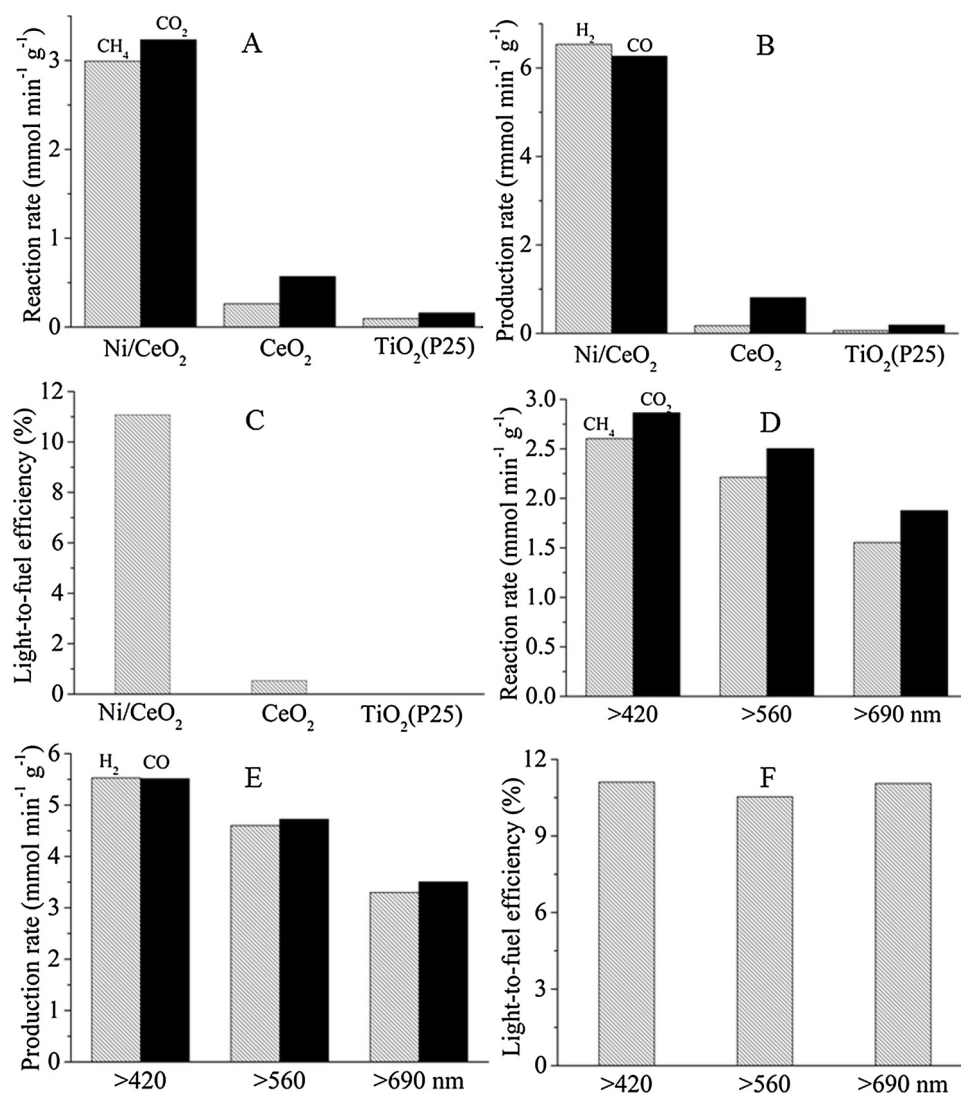 A
Reaction rate (mmol min⁻¹ g⁻¹)
3
2
1
0
CH₄
CO₂
Ni/CeO₂ CeO₂ TiO₂(P25)
B
Production rate (rmmol min⁻¹ g⁻¹)
6
4
2
0
H₂
CO
Ni/CeO₂ CeO₂ TiO₂(P25)
C
Light-to-fuel efficiency (%)
12
10
8
6
4
2
0
Ni/CeO₂ CeO₂ TiO₂(P25)
D
Reaction rate (mmol min⁻¹ g⁻¹)
3.0
2.5
2.0
1.5
1.0
0.5
0.0
CH₄
CO₂
>420 >560 >690 nm
E
Production rate (mmol min⁻¹ g⁻¹)
6
5
4
3
2
1
0
H₂ CO
>420 >560 >690 nm
F
Light-to-fuel efficiency (%)
12
9
6
3
0
>420 >560 >690 nm